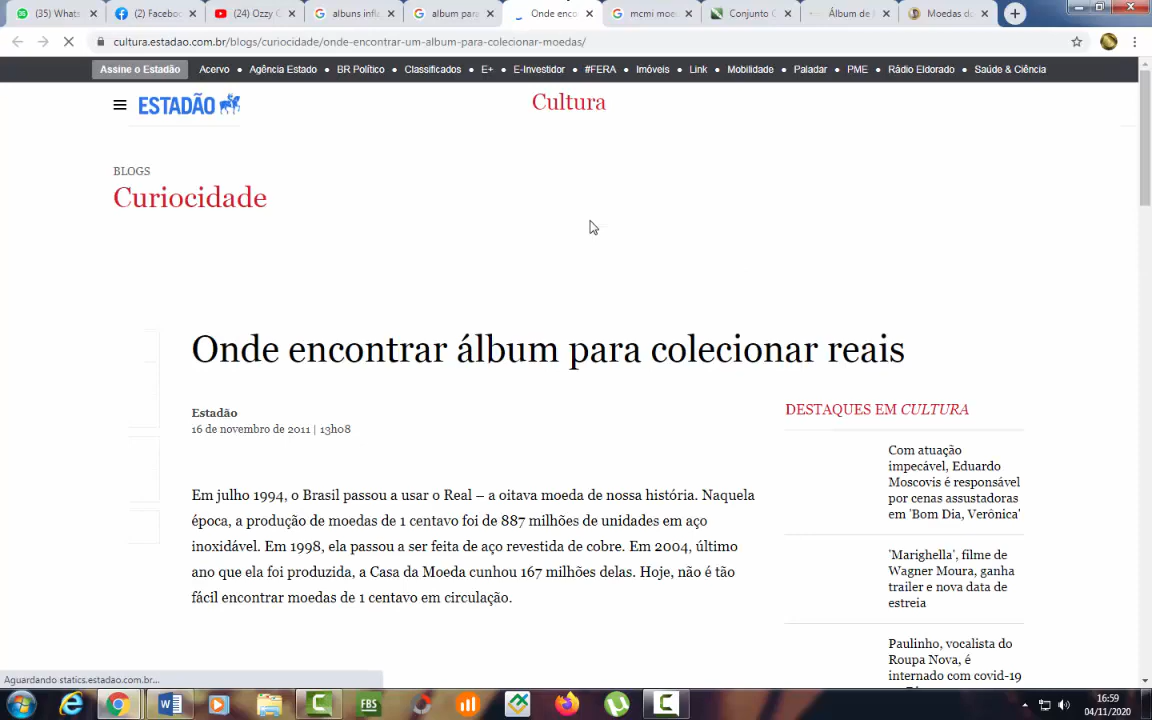 (35) Whats
(2) Facebo
(24) Ozzy C
albuns infl
album para
Onde enco
mcmi moe
Conjunto C
Álbum de
Moedas do
cultura.estadao.com.br/blogs/curiocidade/onde-encontrar-um-album-para-colecionar-moedas/
Assine o Estadão Acervo • Agência Estado • BR Político • Classificados • E+ • E-Investidor • #FERA • Imóveis • Link • Mobilidade • Paladar • PME • Rádio Eldorado • Saúde & Ciência
ESTADÃO
Cultura
BLOGS
Curiocidade
Onde encontrar álbum para colecionar reais
Estadão
16 de novembro de 2011 | 13h08
Em julho 1994, o Brasil passou a usar o Real – a oitava moeda de nossa história. Naquela
época, a produção de moedas de 1 centavo foi de 887 milhões de unidades em aço
inoxidável. Em 1998, ela passou a ser feita de aço revestida de cobre. Em 2004, último
ano que ela foi produzida, a Casa da Moeda cunhou 167 milhões delas. Hoje, não é tão
fácil encontrar moedas de 1 centavo em circulação.
DESTAQUES EM CULTURA
Com atuação
impecável, Eduardo
Moscovis é responsável
por cenas assustadoras
em 'Bom Dia, Verônica'
'Marighella', filme de
Wagner Moura, ganha
trailer e nova data de
estreia
Paulinho, vocalista do
Roupa Nova, é
internado com covid-19
Aguardando statics.estadao.com.br...
FBS
16:59
04/11/2020